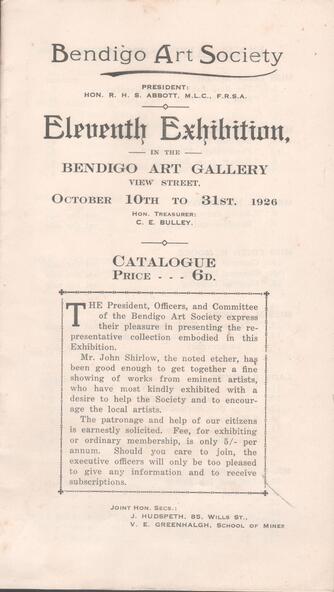 Bendigo Art Society
PRESIDENT:
HON. R. H. S. ABBOTT, M.L.C., F.R.S.A.
Eleventh Exhibition,
IN THE
BENDIGO ART GALLERY
VIEW STREET.
OCTOBER 10TH TO 31ST. 1926
HON. TREASURER:
C. E. BULLEY.
CATALOGUE
PRICE - - - 6D.
THE President, Officers, and Committee
of the Bendigo Art Society express
their pleasure in presenting the re-
presentative collection embodied in this
Exhibition.
Mr. John Shirlow, the noted etcher, has
been good enough to get together a fine
showing of works from eminent artists,
who have most kindly exhibited with a
desire to help the Society and to encour-
age the local artists.
The patronage and help of our citizens
is earnestly solicited. Fee, for exhibiting
or ordinary membership, is only 5/- per
annum. Should you care to join, the
executive officers will only be too pleased
to give any information and to receive
subscriptions.
JOINT HON. SECS.:
J. HUDSPETH, 85, WILLS ST.,
V. E. GREENHALGH, SCHOOL OF MINES